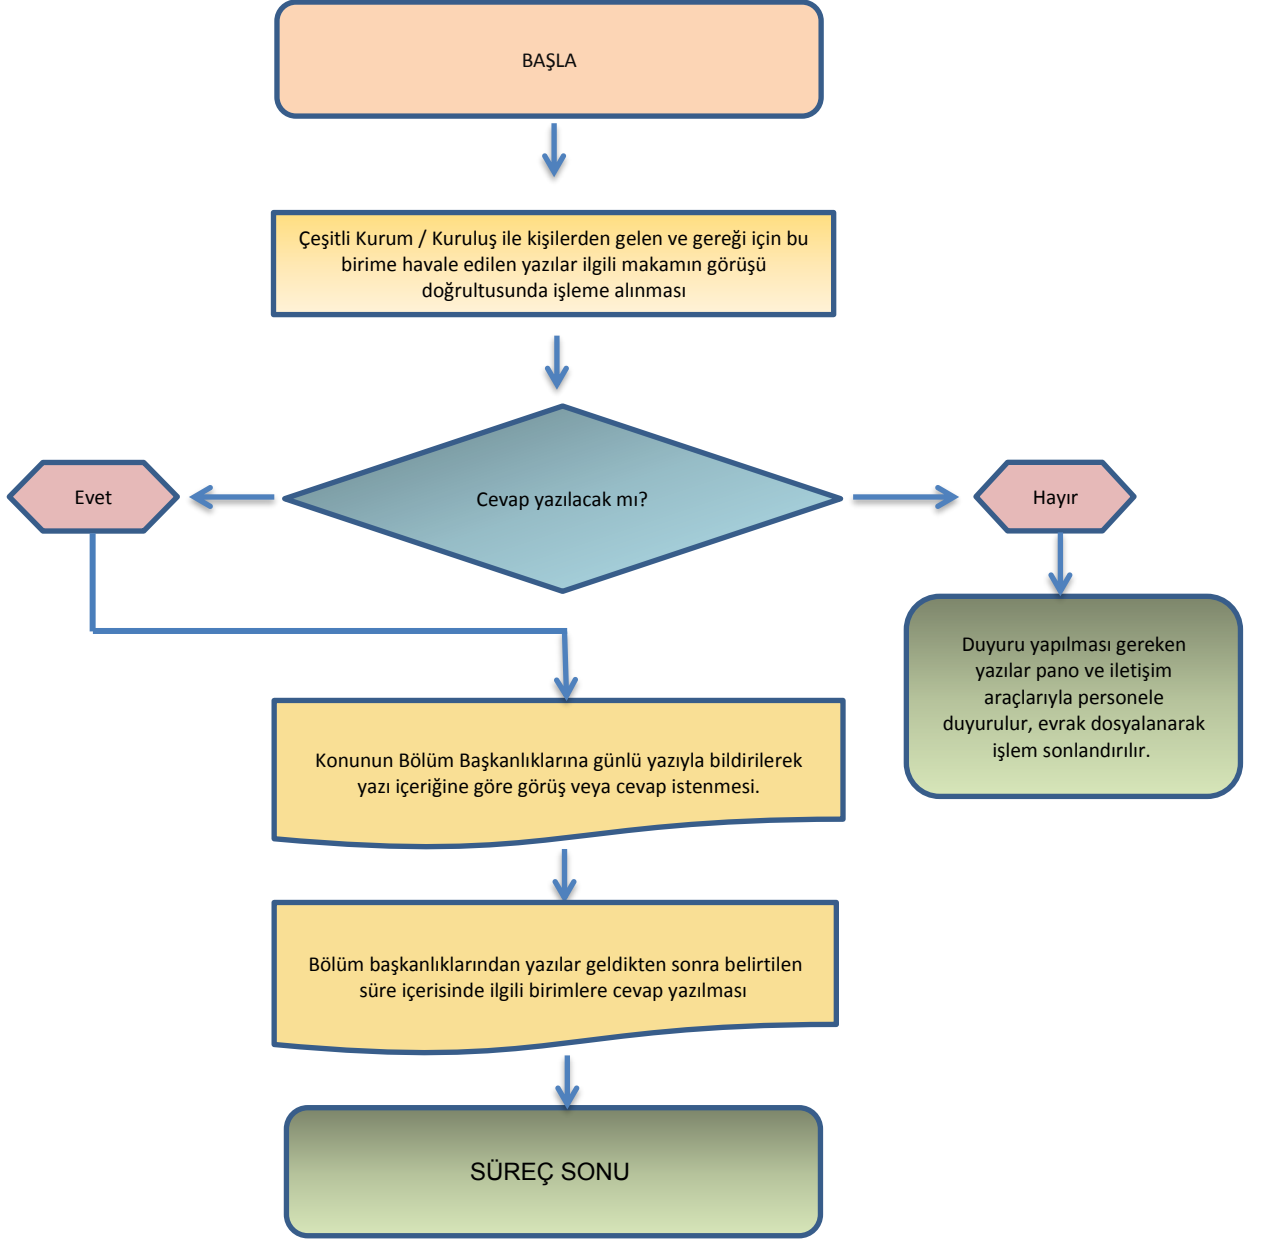 BAŞLA
Çeşitli Kurum / Kuruluş ile kişilerden gelen ve gereği için bu
birime havale edilen yazılar ilgili makamın görüşü
doğrultusunda işleme alınması
Cevap yazılacak mı?
Evet
Hayır
Duyuru yapılması gereken
yazılar pano ve iletişim
araçlarıyla personele
duyurulur, evrak dosyalanarak
işlem sonlandırılır.
Konunun Bölüm Başkanlıklarına günlü yazıyla bildirilerek
yazı içeriğine göre görüş veya cevap istenmesi.
Bölüm başkanlıklarından yazılar geldikten sonra belirtilen
süre içerisinde ilgili birimlere cevap yazılması
SÜREÇ SONU